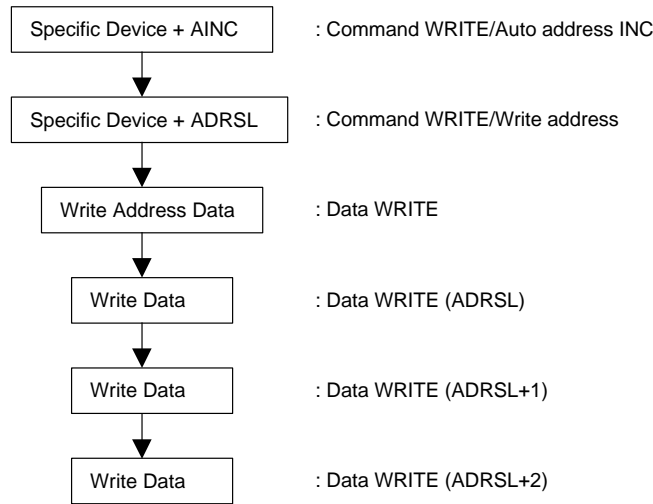 Specific Device + AINC : Command WRITE/Auto address INC
Specific Device + ADRSL : Command WRITE/Write address
Write Address Data : Data WRITE
Write Data : Data WRITE (ADRSL)
Write Data : Data WRITE (ADRSL+1)
Write Data : Data WRITE (ADRSL+2)